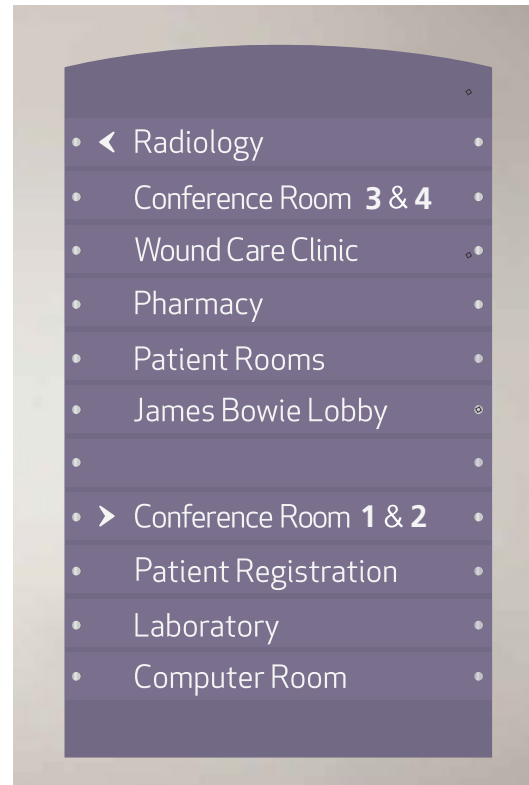 Radiology
Conference Room 3 & 4
Wound Care Clinic
Pharmacy
Patient Rooms
James Bowie Lobby
Conference Room 1 & 2
Patient Registration
Laboratory
Computer Room